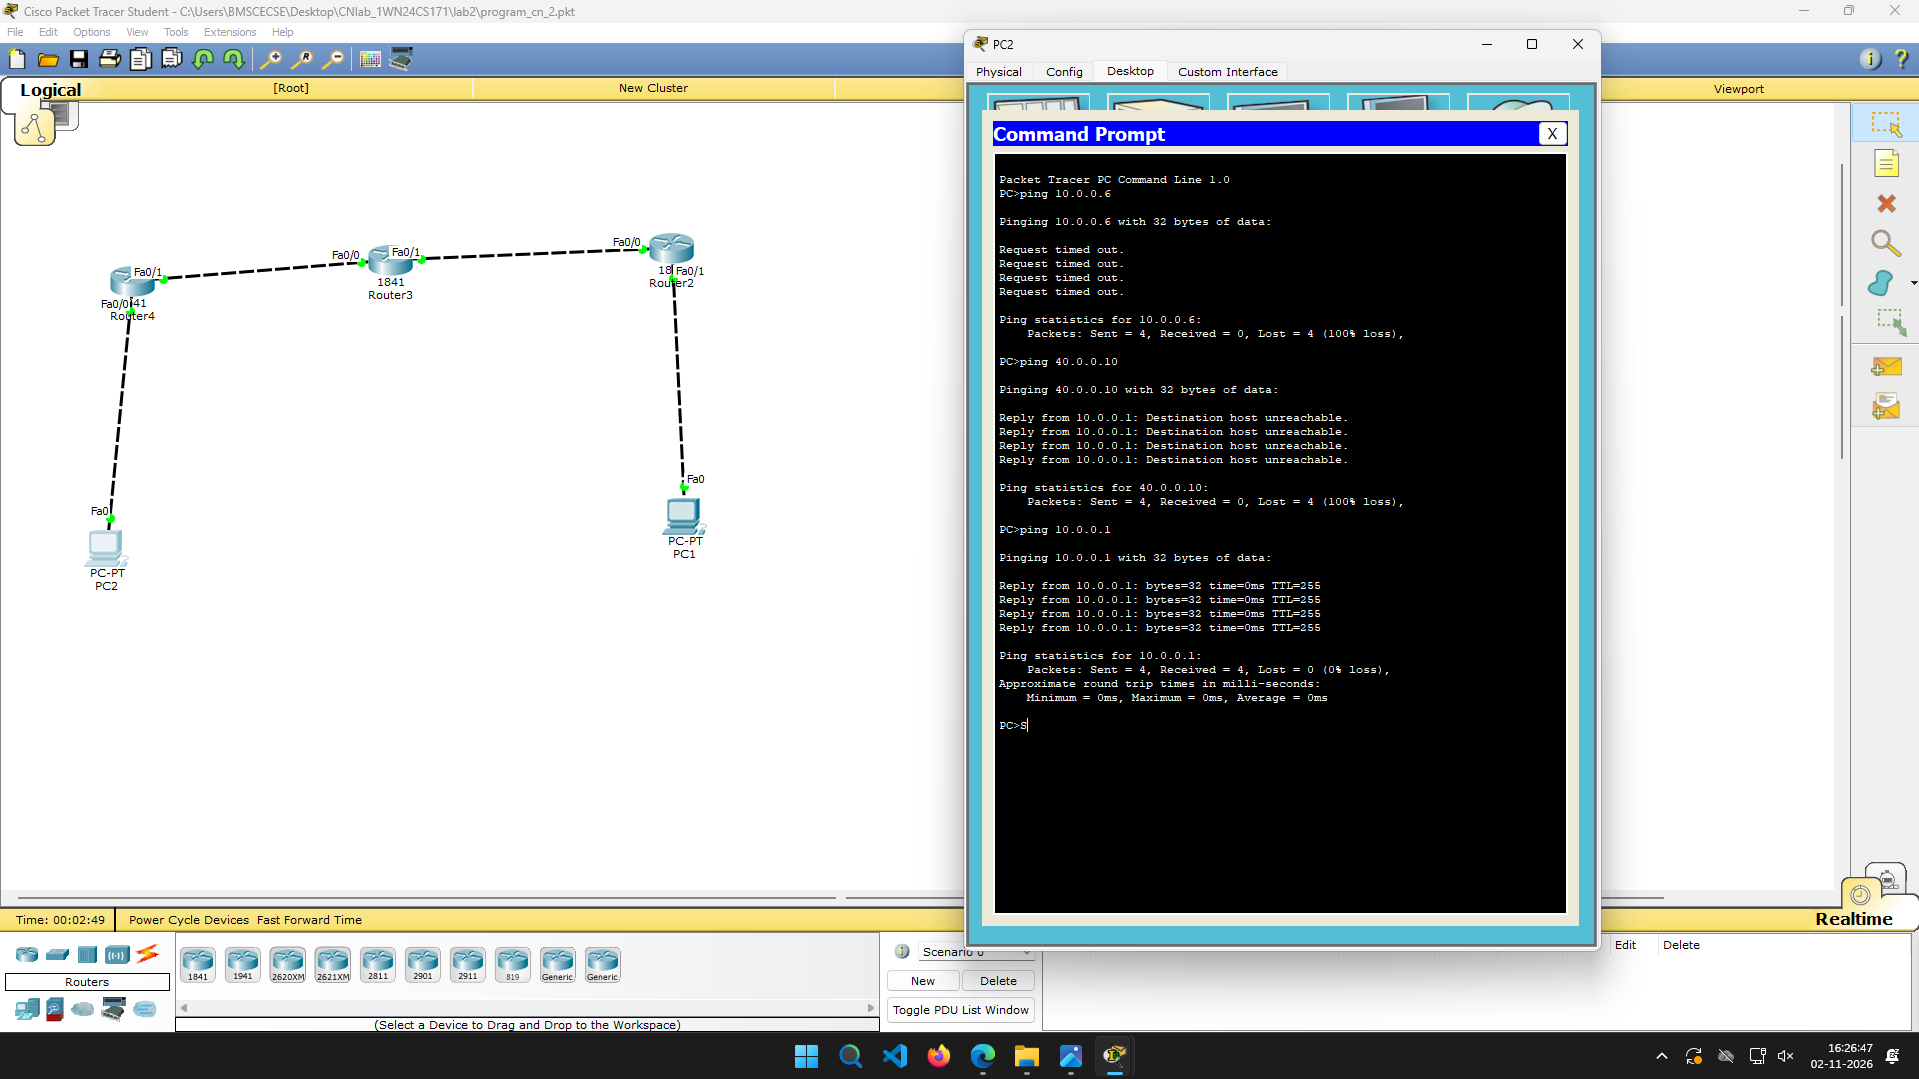 Cisco Packet Tracer Student - C:\Users\BMSCECSE\Desktop\CNlab_1WN24CS171\lab2\program_cn_2.pkt
File Edit Options View Tools Extensions Help
Logical
[Root]
New Cluster
Viewport
PC2
Physical Config Desktop Custom Interface
Command Prompt
X
Packet Tracer PC Command Line 1.0
PC>ping 10.0.0.6
Pinging 10.0.0.6 with 32 bytes of data:
Request timed out.
Request timed out.
Request timed out.
Request timed out.
Ping statistics for 10.0.0.6:
Packets: Sent = 4, Received = 0, Lost = 4 (100% loss),
PC>ping 40.0.0.10
Pinging 40.0.0.10 with 32 bytes of data:
Reply from 10.0.0.1: Destination host unreachable.
Reply from 10.0.0.1: Destination host unreachable.
Reply from 10.0.0.1: Destination host unreachable.
Reply from 10.0.0.1: Destination host unreachable.
Ping statistics for 40.0.0.10:
Packets: Sent = 4, Received = 0, Lost = 4 (100% loss),
PC>ping 10.0.0.1
Pinging 10.0.0.1 with 32 bytes of data:
Reply from 10.0.0.1: bytes=32 time=0ms TTL=255
Reply from 10.0.0.1: bytes=32 time=0ms TTL=255
Reply from 10.0.0.1: bytes=32 time=0ms TTL=255
Reply from 10.0.0.1: bytes=32 time=0ms TTL=255
Ping statistics for 10.0.0.1:
Packets: Sent = 4, Received = 4, Lost = 0 (0% loss),
Approximate round trip times in milli-seconds:
Minimum = 0ms, Maximum = 0ms, Average = 0ms
PC>S
Fa0/1
Fa0/0 41
Router4
Fa0/0
Fa0/1
1841
Router3
Fa0/0
18 Fa0/1
Router2
Fa0
PC-PT
PC2
Fa0
PC-PT
PC1
Time: 00:02:49
Power Cycle Devices Fast Forward Time
Realtime
Routers
1841 1941 2620XM 2621XM 2811 2901 2911 819 Generic Generic
(Select a Device to Drag and Drop to the Workspace)
Scenario 0
New Delete
Toggle PDU List Window
Edit Delete
16:26:47
02-11-2026